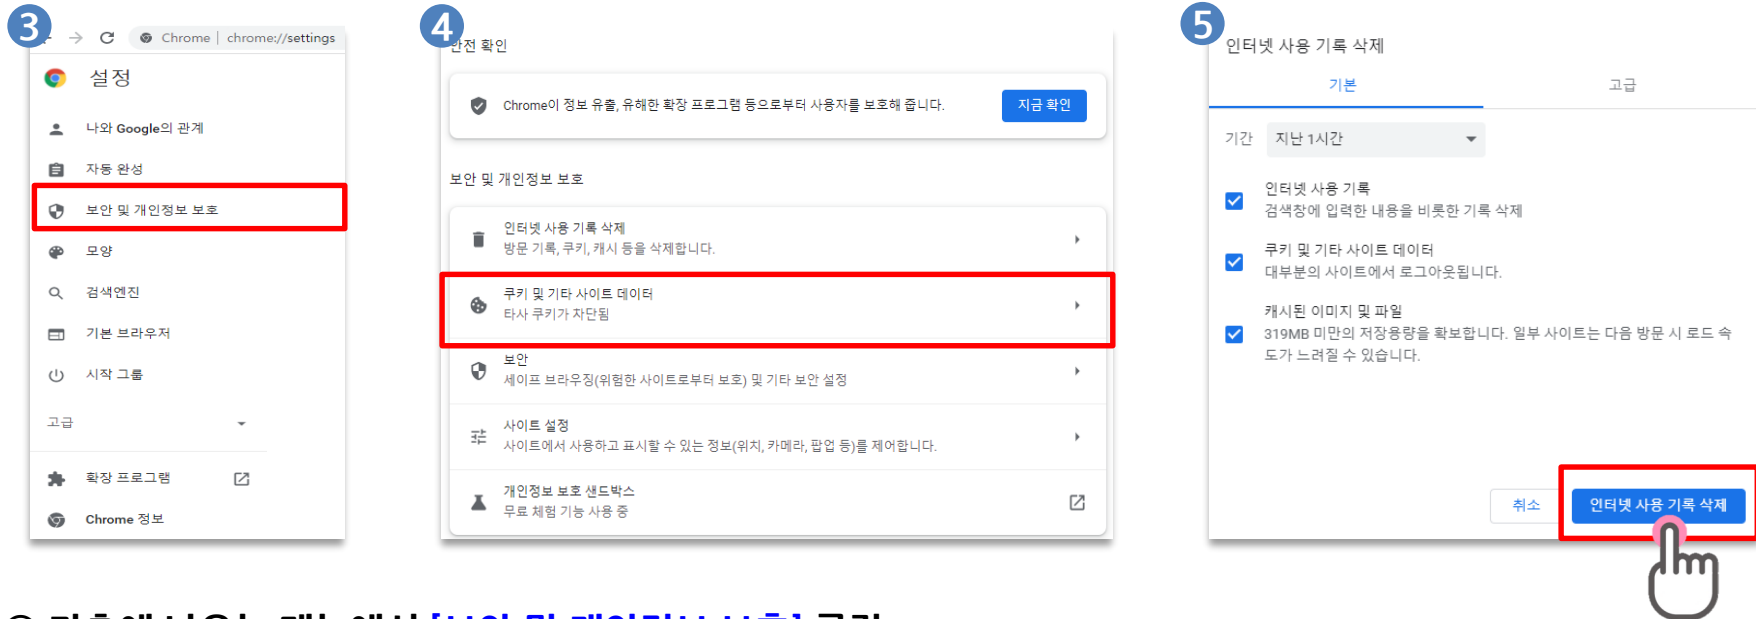 3
Chrome | chrome://settings
설정
나와 Google의 관계
자동 완성
보안 및 개인정보 보호
모양
검색엔진
기본 브라우저
시작 그룹
고급
확장 프로그램
Chrome 정보
4
안전 확인
Chrome이 정보 유출, 유해한 확장 프로그램 등으로부터 사용자를 보호해 줍니다.
지금 확인
보안 및 개인정보 보호
인터넷 사용 기록 삭제
방문 기록, 쿠키, 캐시 등을 삭제합니다.
쿠키 및 기타 사이트 데이터
타사 쿠키가 차단됨
보안
세이프 브라우징(위험한 사이트로부터 보호) 및 기타 보안 설정
사이트 설정
사이트에서 사용하고 표시할 수 있는 정보(위치, 카메라, 팝업 등)를 제어합니다.
개인정보 보호 샌드박스
무료 체험 기능 사용 중
5
인터넷 사용 기록 삭제
기본 고급
기간 지난 1시간
인터넷 사용 기록
검색창에 입력한 내용을 비롯한 기록 삭제
쿠키 및 기타 사이트 데이터
대부분의 사이트에서 로그아웃됩니다.
캐시된 이미지 및 파일
319MB 미만의 저장용량을 확보합니다. 일부 사이트는 다음 방문 시 로드 속
도가 느려질 수 있습니다.
취소 인터넷 사용 기록 삭제